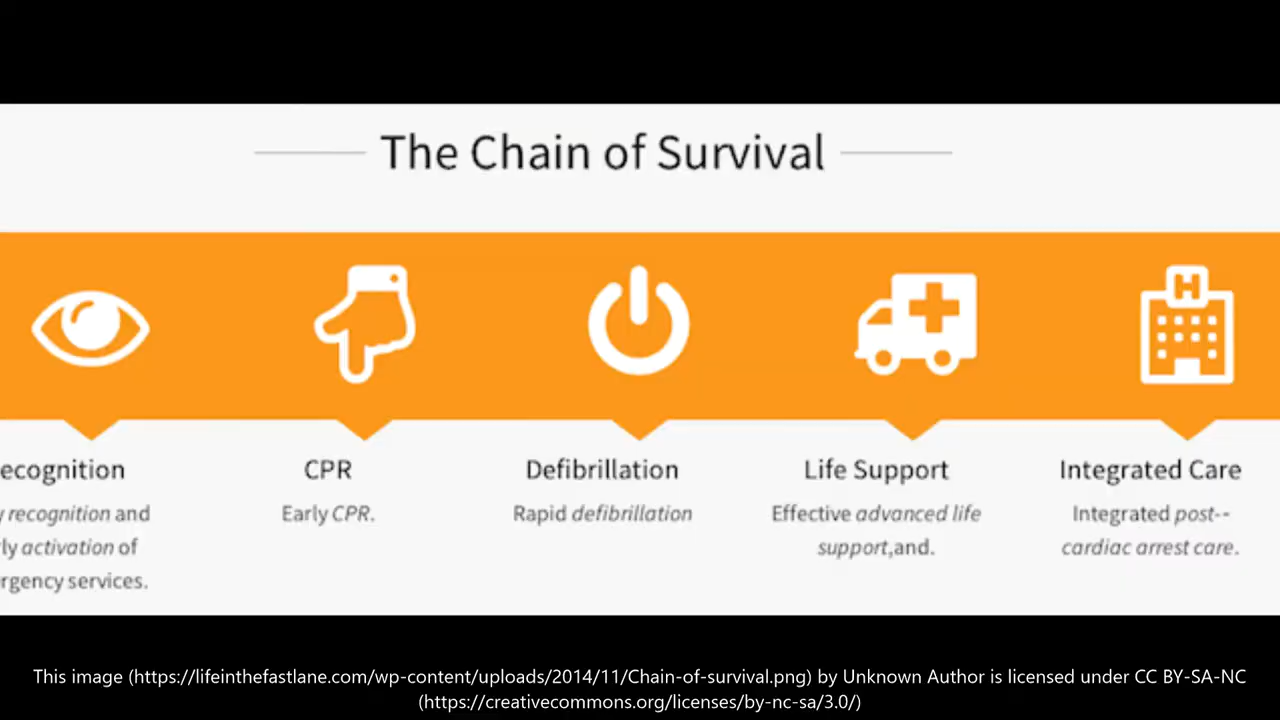 The Chain of Survival
H
ecognition
recognition and
ly activation of
rgency services.
CPR
Early CPR.
Defibrillation
Rapid defibrillation
Life Support
Effective advanced life
support,and.
Integrated Care
Integrated post--
cardiac arrest care.
This image (https://lifeinthefastlane.com/wp-content/uploads/2014/11/Chain-of-survival.png) by Unknown Author is licensed under CC BY-SA-NC
(https://creativecommons.org/licenses/by-nc-sa/3.0/)